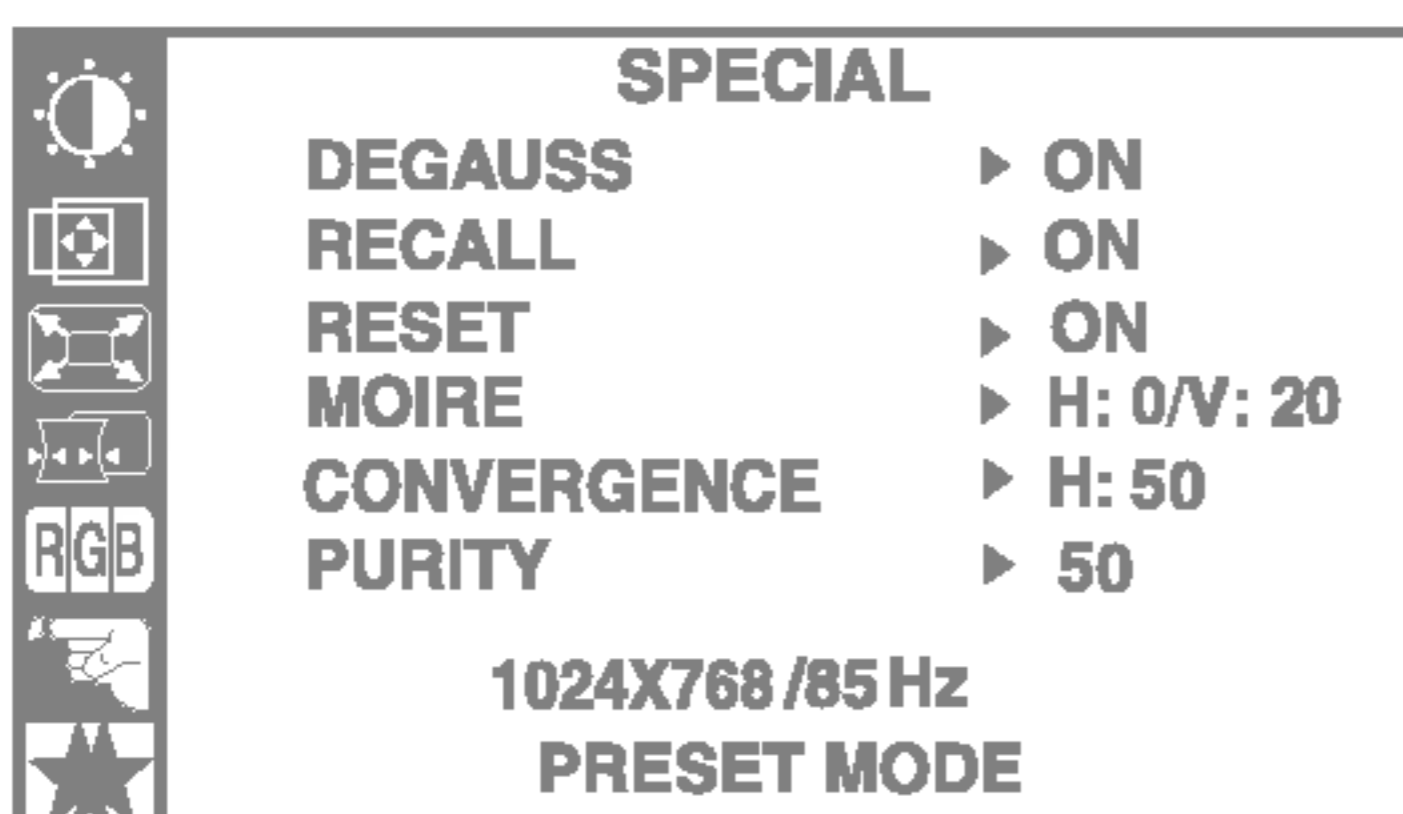 SPECIAL
DEGAUSS ▶ ON
RECALL ▶ ON
RESET ▶ ON
MOIRE ▶ H: 0/V: 20
CONVERGENCE ▶ H: 50
PURITY ▶ 50
RGB
1024X768 /85 Hz
PRESET MODE